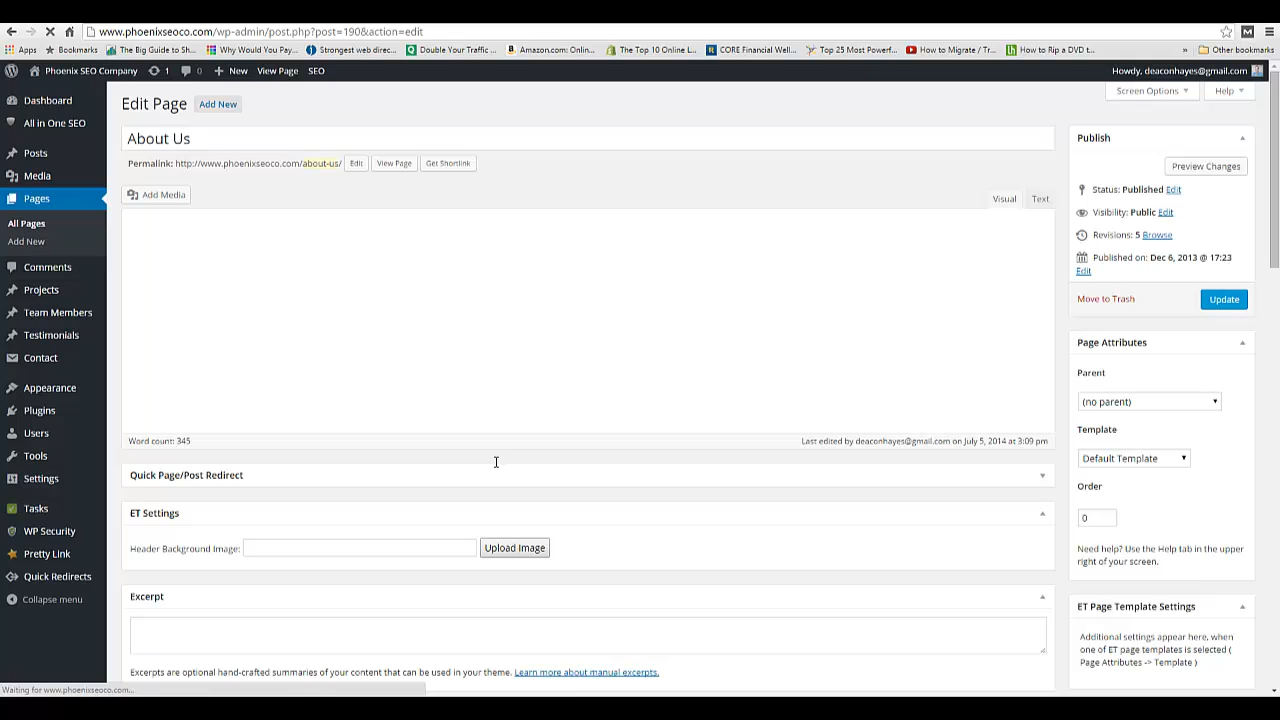 www.phoenixseoco.com/wp-admin/post.php?post=190&action=edit
Apps Bookmarks The Big Guide to Sh... Why Would You Pay... Strongest web direc... Double Your Traffic ... Amazon.com: Onlin... The Top 10 Online L... CORE Financial Well... Top 25 Most Powerf... How to Migrate / Tr... How to Rip a DVD t... » Other bookmarks
Phoenix SEO Company 1 0 New View Page SEO Howdy, deaconhayes@gmail.com
Screen Options Help
Dashboard
All in One SEO
Posts
Media
Pages
All Pages
Add New
Comments
Projects
Team Members
Testimonials
Contact
Appearance
Plugins
Users
Tools
Settings
Tasks
WP Security
Pretty Link
Quick Redirects
Collapse menu
Edit Page Add New
About Us
Permalink: http://www.phoenixseoco.com/about-us/ Edit View Page Get Shortlink
Add Media Visual Text
Word count: 345 Last edited by deaconhayes@gmail.com on July 5, 2014 at 3:09 pm
Quick Page/Post Redirect
ET Settings
Header Background Image: Upload Image
Excerpt
Excerpts are optional hand-crafted summaries of your content that can be used in your theme. Learn more about manual excerpts.
Publish
Preview Changes
Status: Published Edit
Visibility: Public Edit
Revisions: 5 Browse
Published on: Dec 6, 2013 @ 17:23
Edit
Move to Trash Update
Page Attributes
Parent
(no parent)
Template
Default Template
Order
0
Need help? Use the Help tab in the upper
right of your screen.
ET Page Template Settings
Additional settings appear here, when
one of ET page templates is selected (
Page Attributes -> Template )
Waiting for www.phoenixseoco.com...